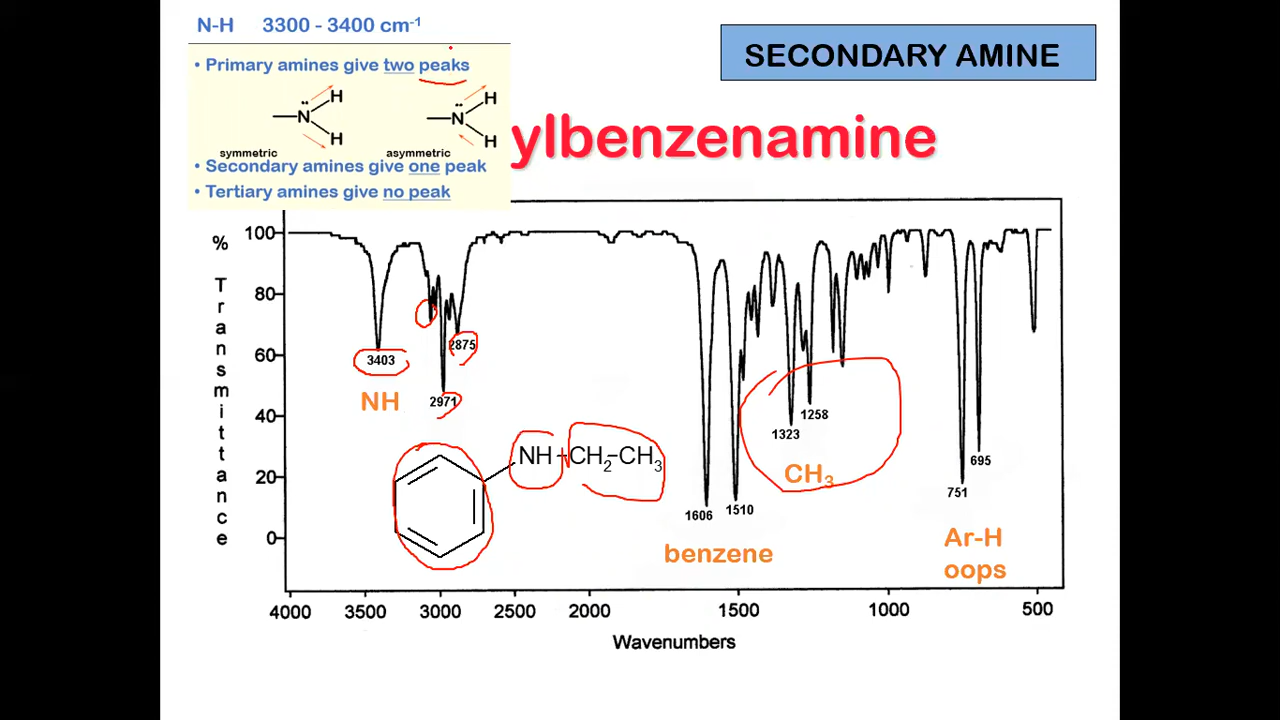 N-H 3300 - 3400 cm-1
• Primary amines give two peaks
N H H
N H H
symmetric asymmetric
• Secondary amines give one peak
• Tertiary amines give no peak
SECONDARY AMINE
ylbenzenamine
% Transmittance
100
80
60
40
20
0
3403
NH
2971
2875
NH-CH2-CH3
1606
1510
benzene
1323
1258
CH3
751
695
Ar-H
oops
4000 3500 3000 2500 2000 1500 1000 500
Wavenumbers